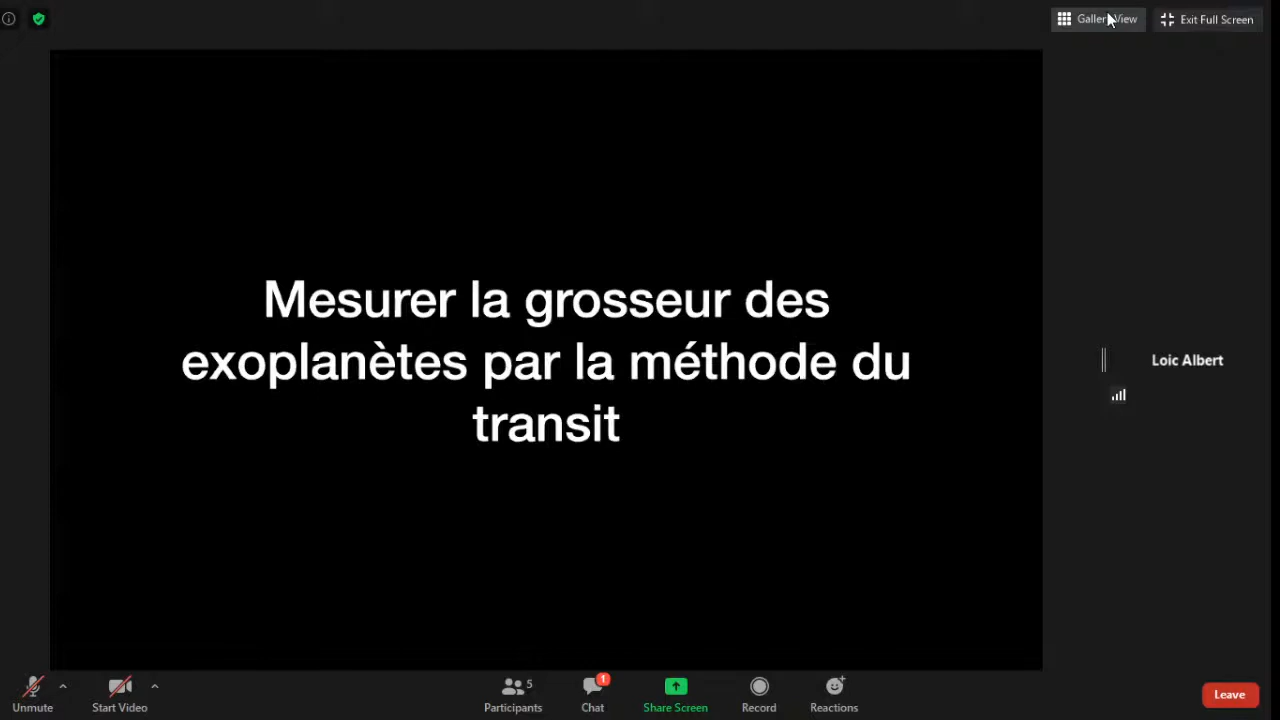 Gallery View
Exit Full Screen
Mesurer la grosseur des
exoplanètes par la méthode du
transit
Loic Albert
Unmute
Start Video
5
Participants
1
Chat
Share Screen
Record
Reactions
Leave